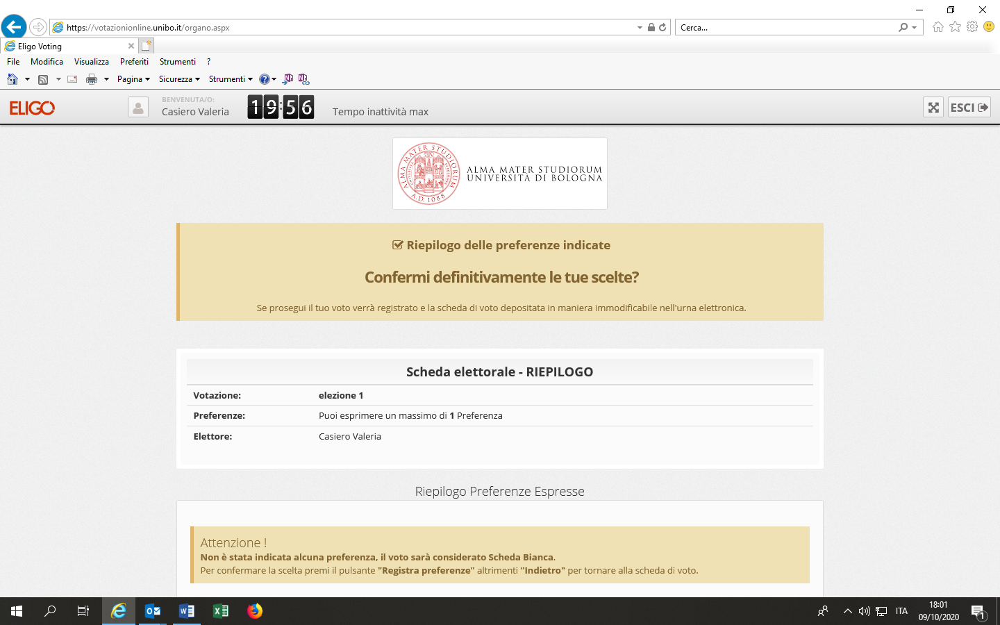 https://votazionionline.unibo.it/organo.aspx
Cerca...
Eligo Voting
File Modifica Visualizza Preferiti Strumenti ?
Pagina Sicurezza Strumenti
ELIGO
BENVENUTA/O:
Casiero Valeria
19:56
Tempo inattività max
ESCI
ALMA MATER STUDIORUM
A.D. 1088
ALMA MATER STUDIORUM
UNIVERSITÀ DI BOLOGNA
Riepilogo delle preferenze indicate
Confermi definitivamente le tue scelte?
Se prosegui il tuo voto verrà registrato e la scheda di voto depositata in maniera immodificabile nell'urna elettronica.
Scheda elettorale - RIEPILOGO
Votazione: elezione 1
Preferenze: Puoi esprimere un massimo di 1 Preferenza
Elettore: Casiero Valeria
Riepilogo Preferenze Espresse
Attenzione !
Non è stata indicata alcuna preferenza, il voto sarà considerato Scheda Bianca.
Per confermare la scelta premi il pulsante "Registra preferenze" altrimenti "Indietro" per tornare alla scheda di voto.
ITA
18:01
09/10/2020
1